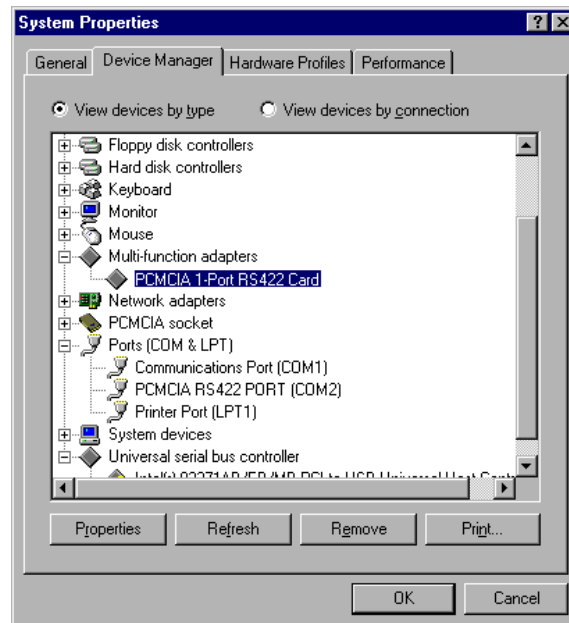 System Properties
General Device Manager Hardware Profiles Performance
View devices by type View devices by connection
Floppy disk controllers
Hard disk controllers
Keyboard
Monitor
Mouse
Multi-function adapters
PCMCIA 1-Port RS422 Card
Network adapters
PCMCIA socket
Ports (COM & LPT)
Communications Port (COM1)
PCMCIA RS422 PORT (COM2)
Printer Port (LPT1)
System devices
Universal serial bus controller
Properties Refresh Remove Print...
OK Cancel